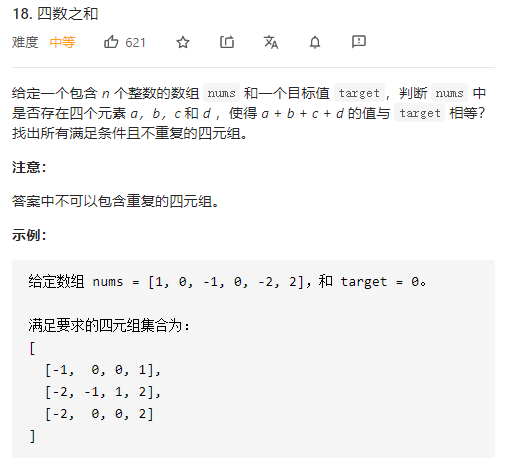 18. 四数之和
难度 中等 621
给定一个包含 n 个整数的数组 nums 和一个目标值 target，判断 nums 中
是否存在四个元素 a，b，c 和 d ，使得 a + b + c + d 的值与 target 相等？
找出所有满足条件且不重复的四元组。
注意：
答案中不可以包含重复的四元组。
示例：
给定数组 nums = [1, 0, -1, 0, -2, 2]，和 target = 0。
满足要求的四元组集合为：
[
[-1,  0, 0, 1],
[-2, -1, 1, 2],
[-2,  0, 0, 2]
]